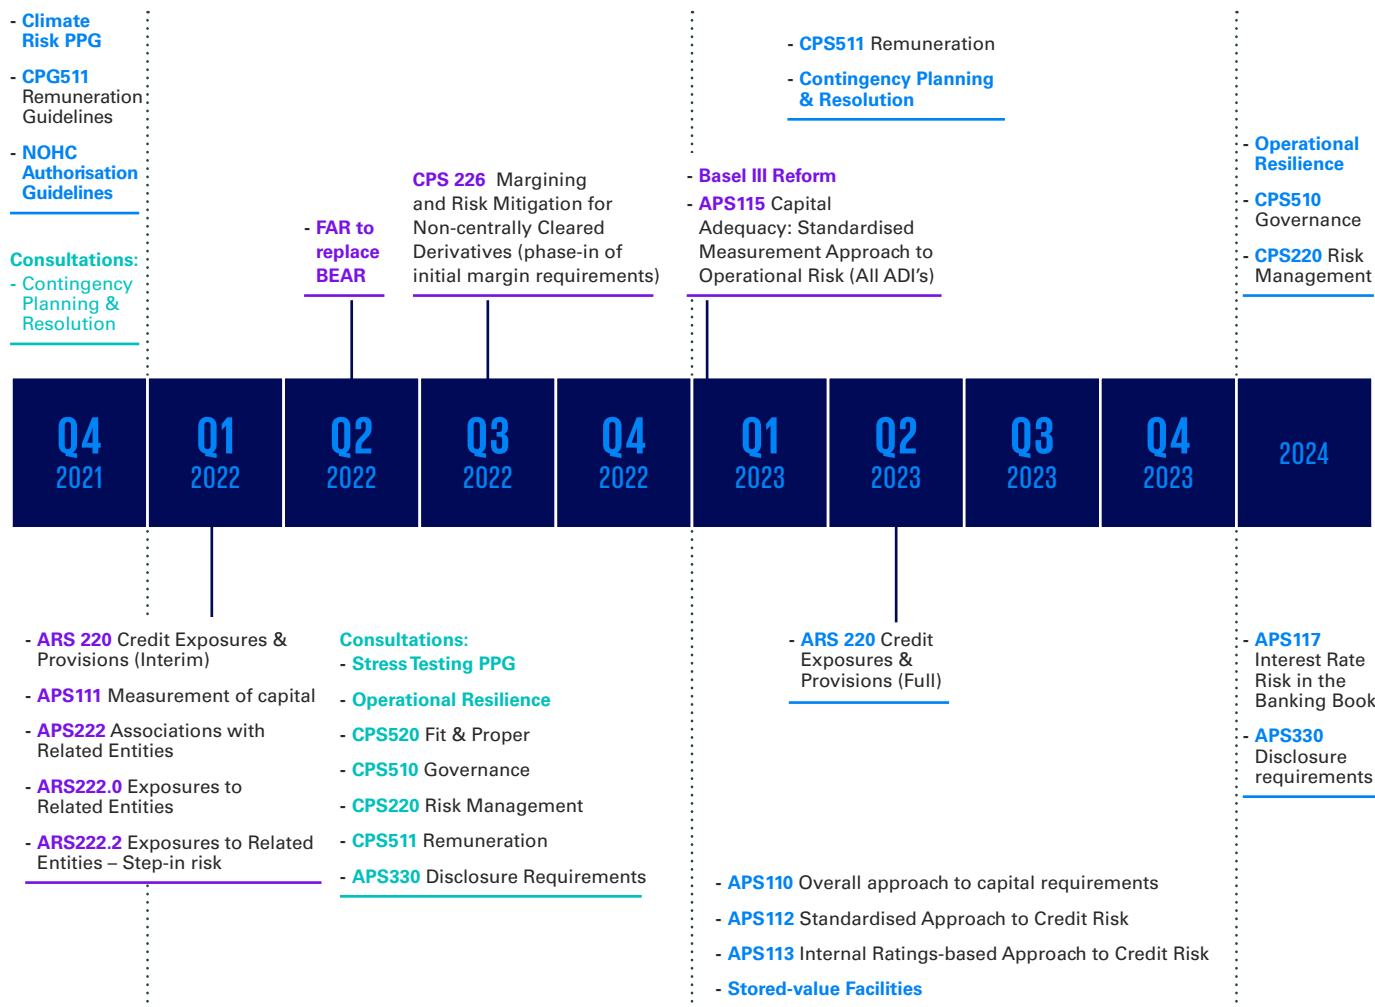 - Climate
Risk PPG
- CPG511
Remuneration
Guidelines
- NOHC
Authorisation
Guidelines
Consultations:
- Contingency
Planning &
Resolution
- FAR to
replace
BEAR
CPS 226 Margining
and Risk Mitigation for
Non-centrally Cleared
Derivatives (phase-in of
initial margin requirements)
- Basel III Reform
- APS115 Capital
Adequacy: Standardised
Measurement Approach to
Operational Risk (All ADI's)
- CPS511 Remuneration
- Contingency Planning
& Resolution
- Operational
Resilience
- CPS510
Governance
- CPS220 Risk
Management
Q4
2021
Q1
2022
Q2
2022
Q3
2022
Q4
2022
Q1
2023
Q2
2023
Q3
2023
Q4
2023
2024
- ARS 220 Credit Exposures &
Provisions (Interim)
- APS111 Measurement of capital
- APS222 Associations with
Related Entities
- ARS222.0 Exposures to
Related Entities
- ARS222.2 Exposures to Related
Entities – Step-in risk
Consultations:
- Stress Testing PPG
- Operational Resilience
- CPS520 Fit & Proper
- CPS510 Governance
- CPS220 Risk Management
- CPS511 Remuneration
- APS330 Disclosure Requirements
- ARS 220 Credit
Exposures &
Provisions (Full)
- APS110 Overall approach to capital requirements
- APS112 Standardised Approach to Credit Risk
- APS113 Internal Ratings-based Approach to Credit Risk
- Stored-value Facilities
- APS117
Interest Rate
Risk in the
Banking Book
- APS330
Disclosure
requirements